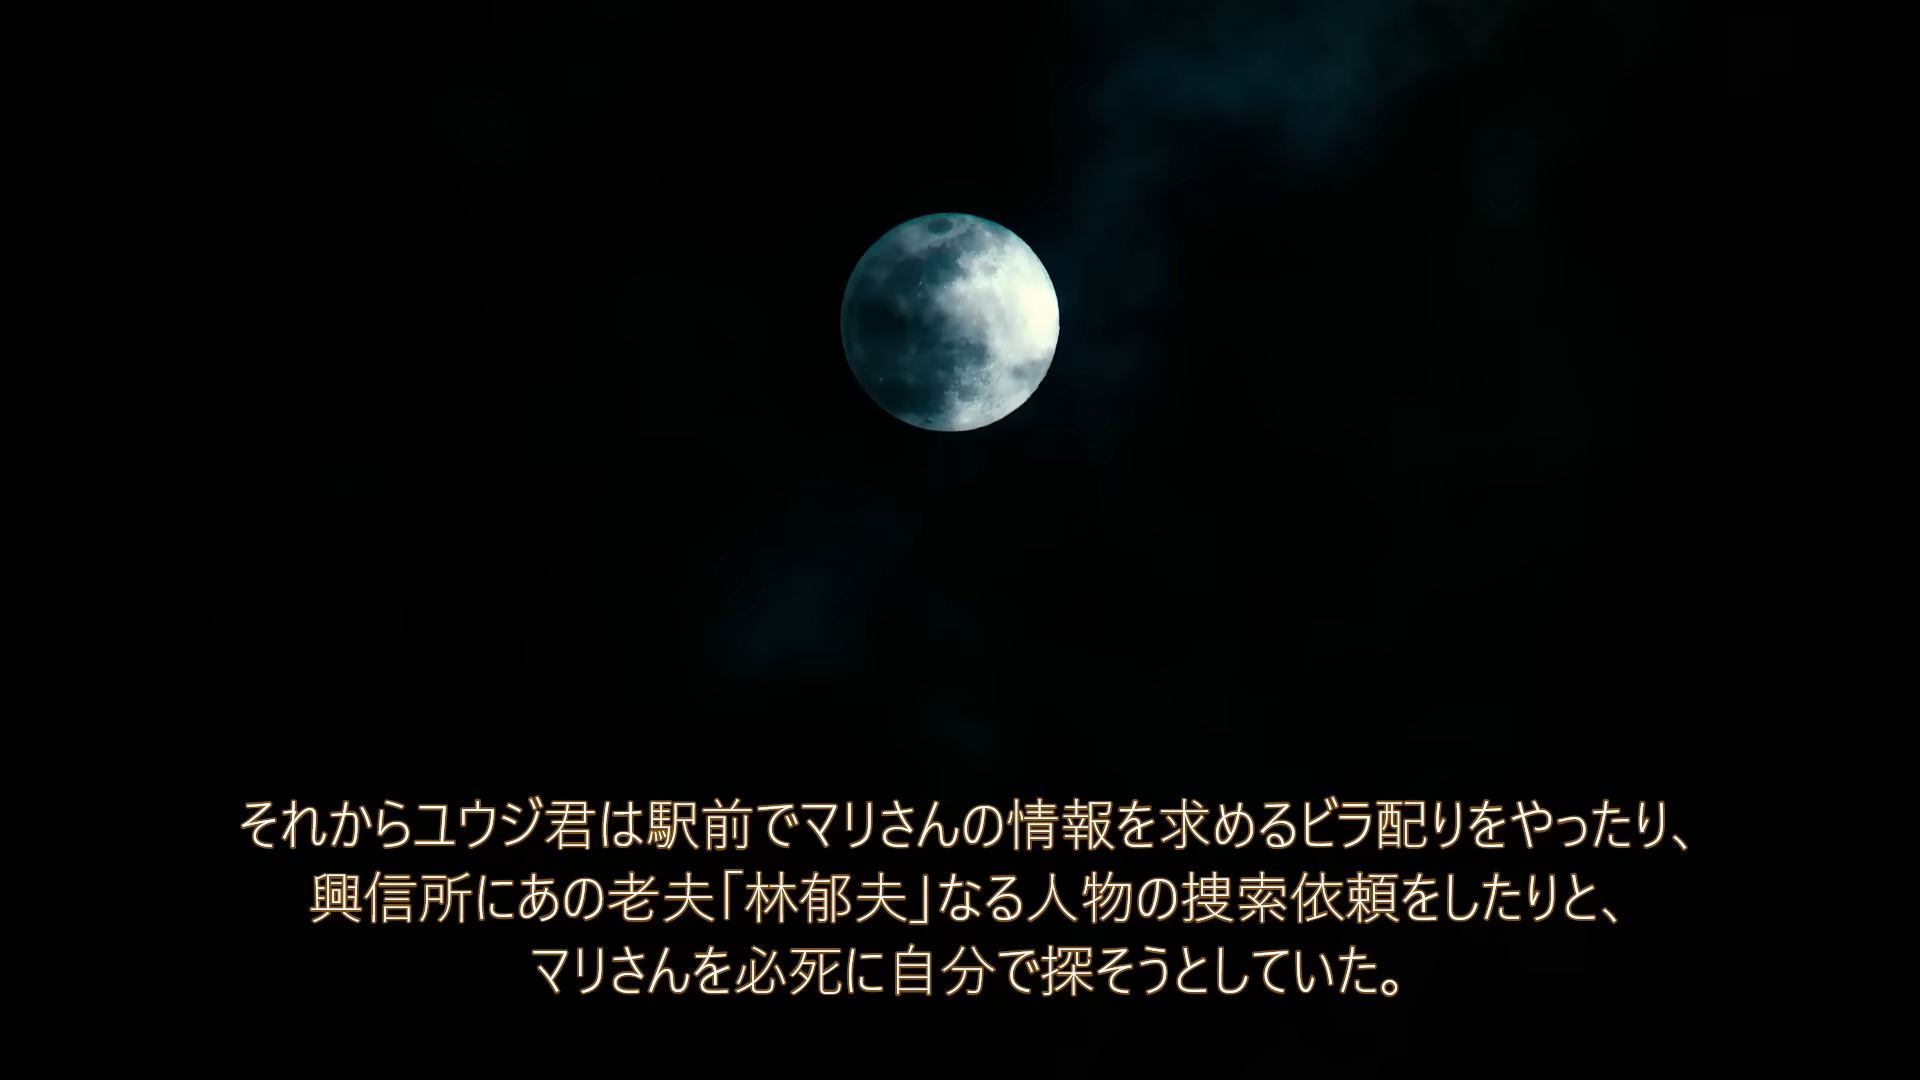 それからユウジ君は駅前でマリさんの情報を求めるビラ配りをやったり、
興信所にあの老夫「林郁夫」なる人物の捜索依頼をしたりと、
マリさんを必死に自分で探そうとしていた。